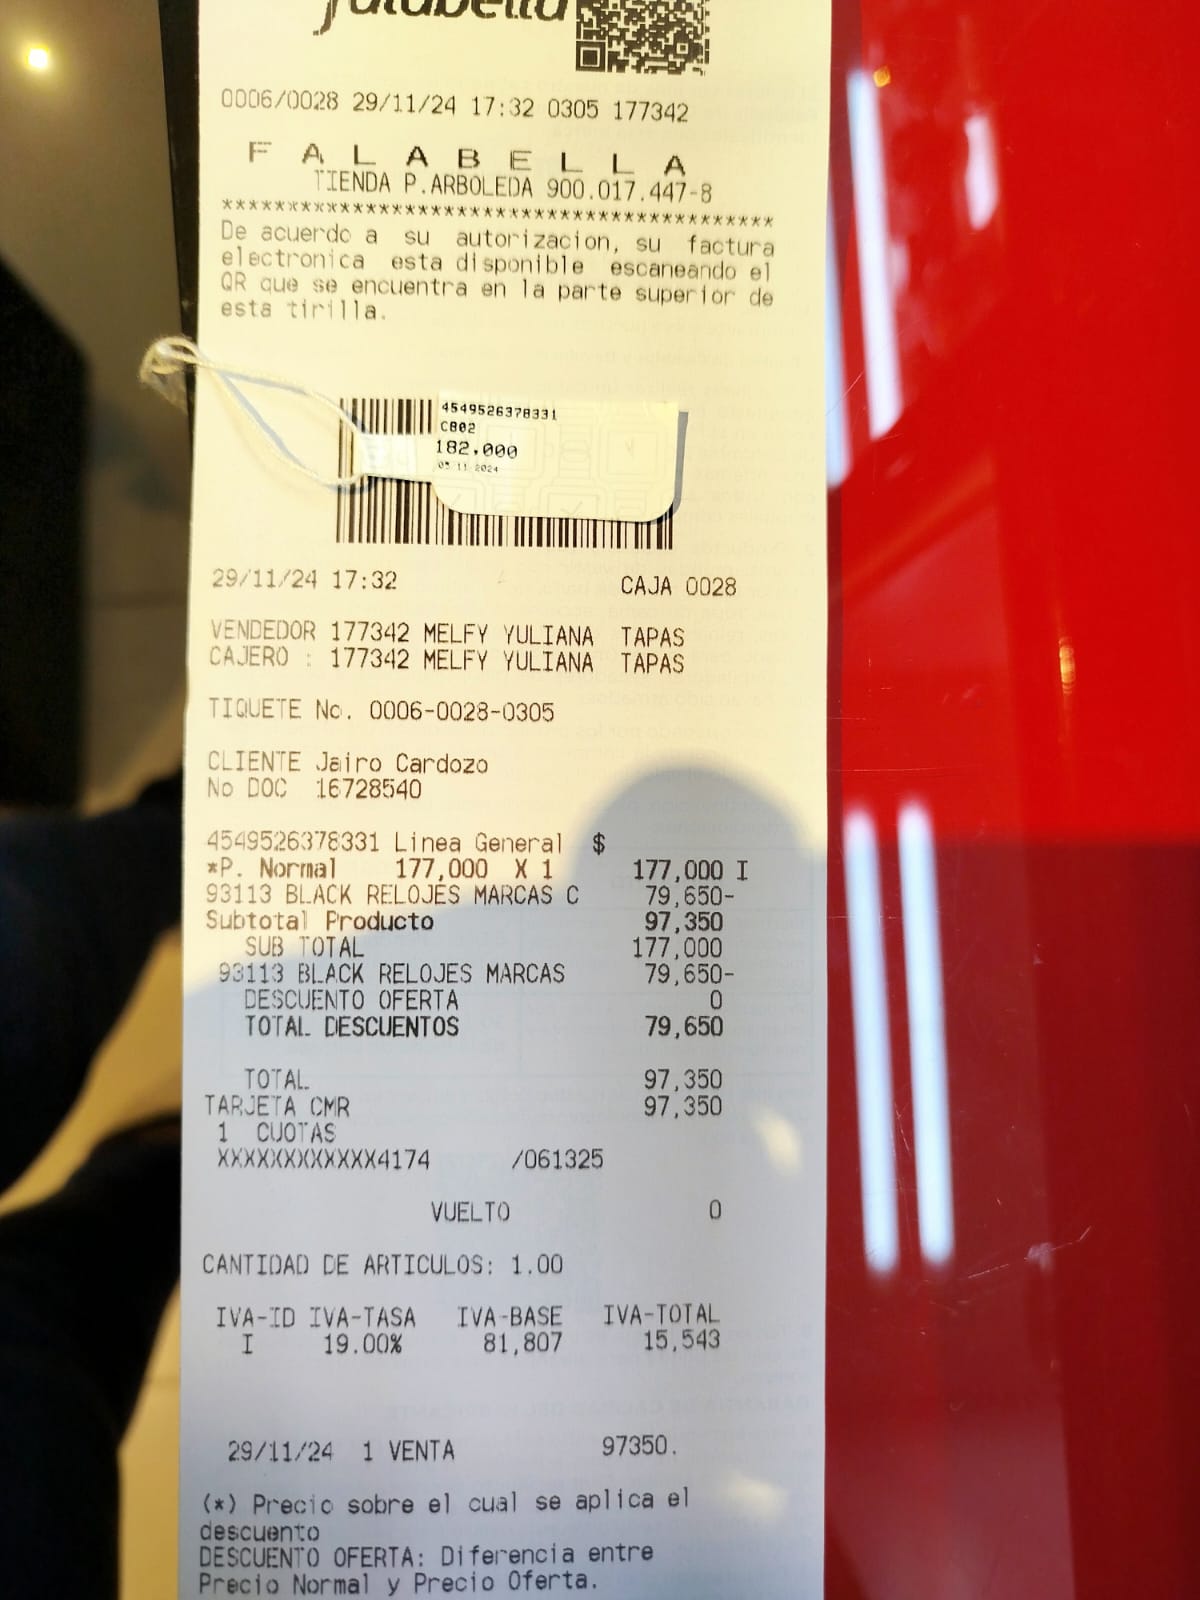 falabella
0006/0028 29/11/24 17:32 0305 177342
F A L A B E L L A
TIENDA P.ARBOLEDA 900.017.447-8
******************************************
De acuerdo a su autorizacion, su factura
electronica esta disponible escaneando el
QR que se encuentra en la parte superior de
esta tirilla.
4549526378331
CB02
182,000
05 11 2024
29/11/24 17:32 CAJA 0028
VENDEDOR 177342 MELFY YULIANA TAPAS
CAJERO : 177342 MELFY YULIANA TAPAS
TIQUETE No. 0006-0028-0305
CLIENTE Jairo Cardozo
No DOC 16728540
4549526378331 Linea General $
*P. Normal 177,000 X 1 177,000 I
93113 BLACK RELOJES MARCAS C 79,650-
Subtotal Producto 97,350
SUB TOTAL 177,000
93113 BLACK RELOJES MARCAS 79,650-
DESCUENTO OFERTA 0
TOTAL DESCUENTOS 79,650
TOTAL 97,350
TARJETA CMR 97,350
1 CUOTAS
XXXXXXXXXXXX4174 /061325
VUELTO 0
CANTIDAD DE ARTICULOS: 1.00
IVA-ID IVA-TASA IVA-BASE IVA-TOTAL
I 19.00% 81,807 15,543
29/11/24 1 VENTA 97350.
(*) Precio sobre el cual se aplica el
descuento
DESCUENTO OFERTA: Diferencia entre
Precio Normal y Precio Oferta.